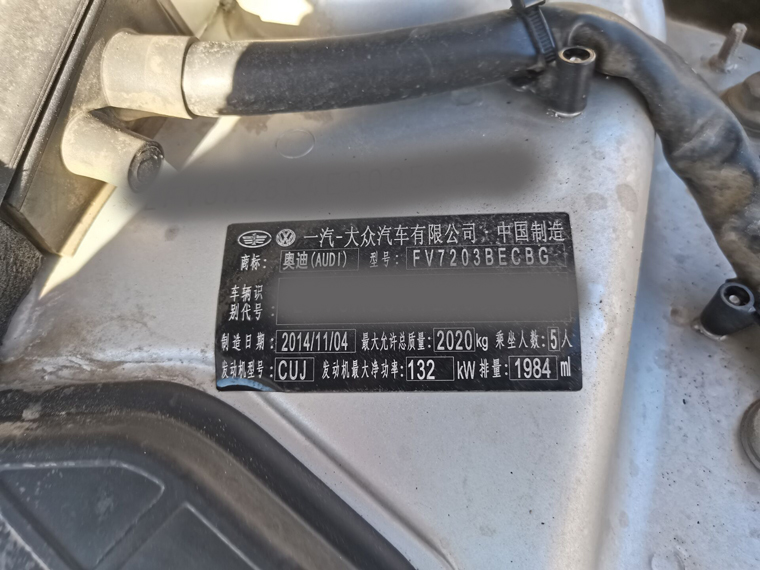 一汽-大众汽车有限公司·中国制造
商标: 奥迪(AUDI) 型号: FV7203BECBG
车辆识
别代号:
制造日期: 2014/11/04 最大允许总质量: 2020 kg 乘坐人数: 5 人
发动机型号: CUJ 发动机最大净功率: 132 kW 排量: 1984 ml